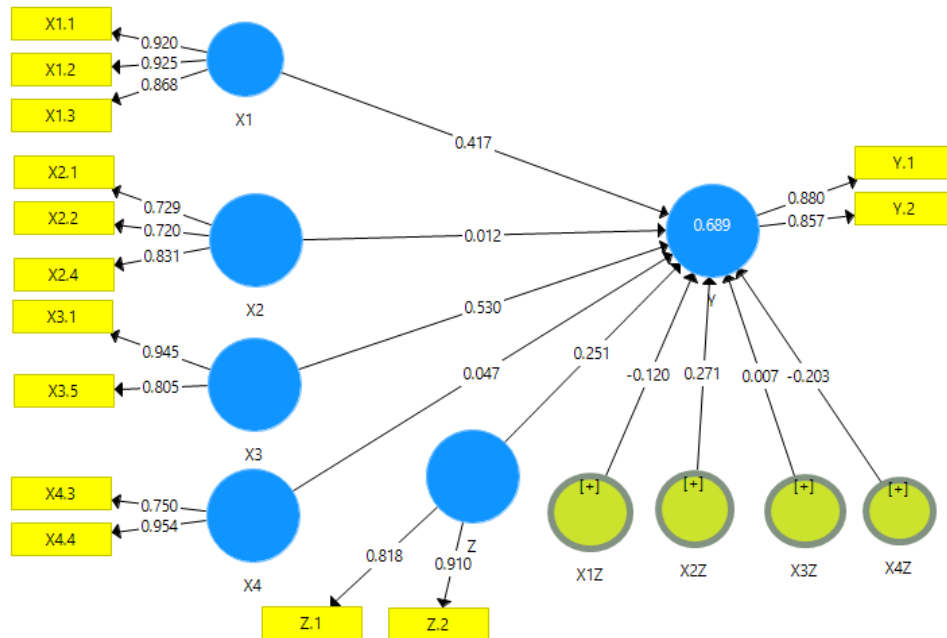 X1.1
0.920
X1.2
0.925
X1.3
0.868
X1
0.417
X2.1
0.729
X2.2
0.720
X2.4
0.831
X2
0.012
X3.1
0.945
X3.5
0.805
X3
0.530
X4.3
0.750
X4.4
0.954
X4
0.047
Y.1
0.880
Y.2
0.857
0.689
Y
0.251
Z
0.818
0.910
Z.1
Z.2
-0.120
0.271
0.007
-0.203
[+]
[+]
[+]
[+]
X1Z
X2Z
X3Z
X4Z